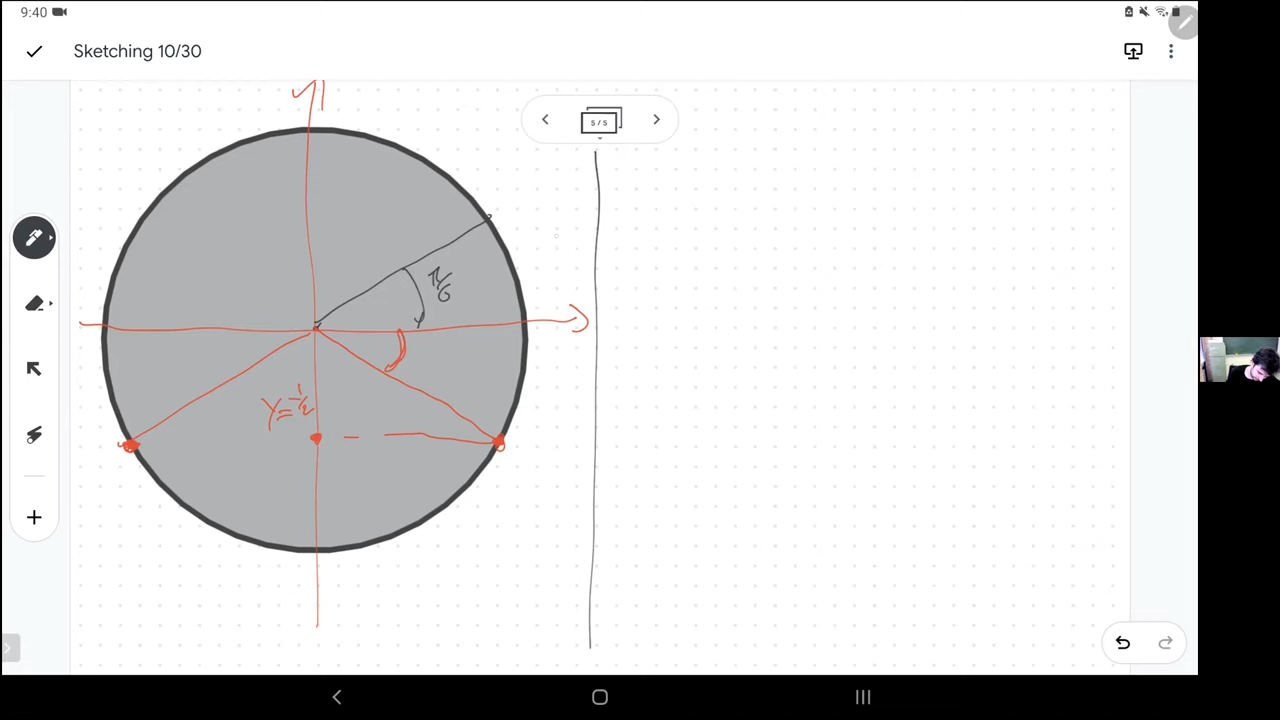 9:40
Sketching 10/30
5 / 5
π/6
y = -1/2